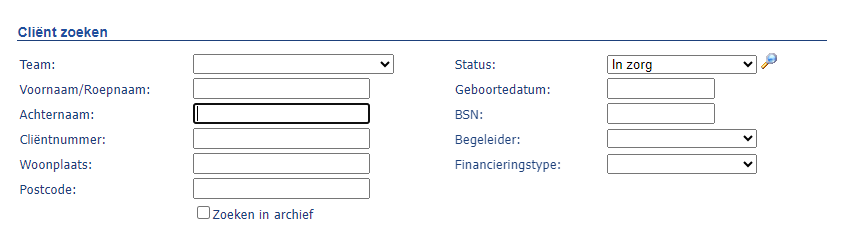 Cliënt zoeken
Team:
Voornaam/Roepnaam:
Achternaam:
Cliëntnummer:
Woonplaats:
Postcode:
Zoeken in archief
Status: In zorg
Geboortedatum:
BSN:
Begeleider:
Financieringstype: